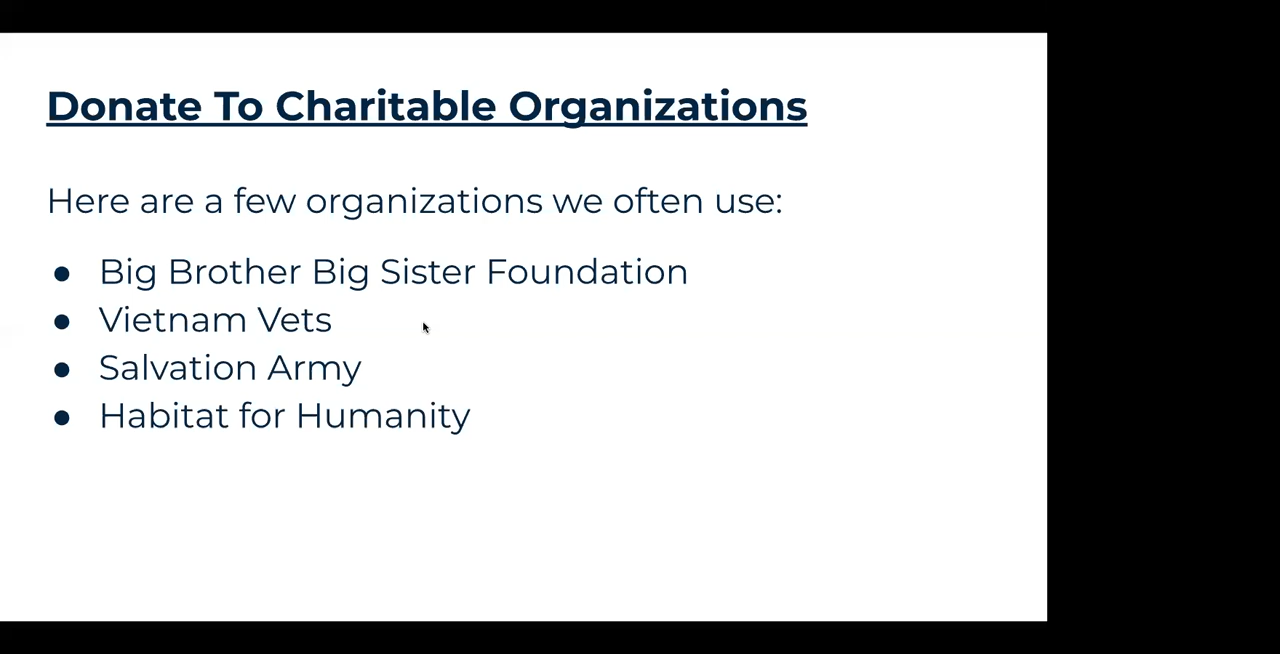 Donate To Charitable Organizations
Here are a few organizations we often use:
● Big Brother Big Sister Foundation
● Vietnam Vets
● Salvation Army
● Habitat for Humanity